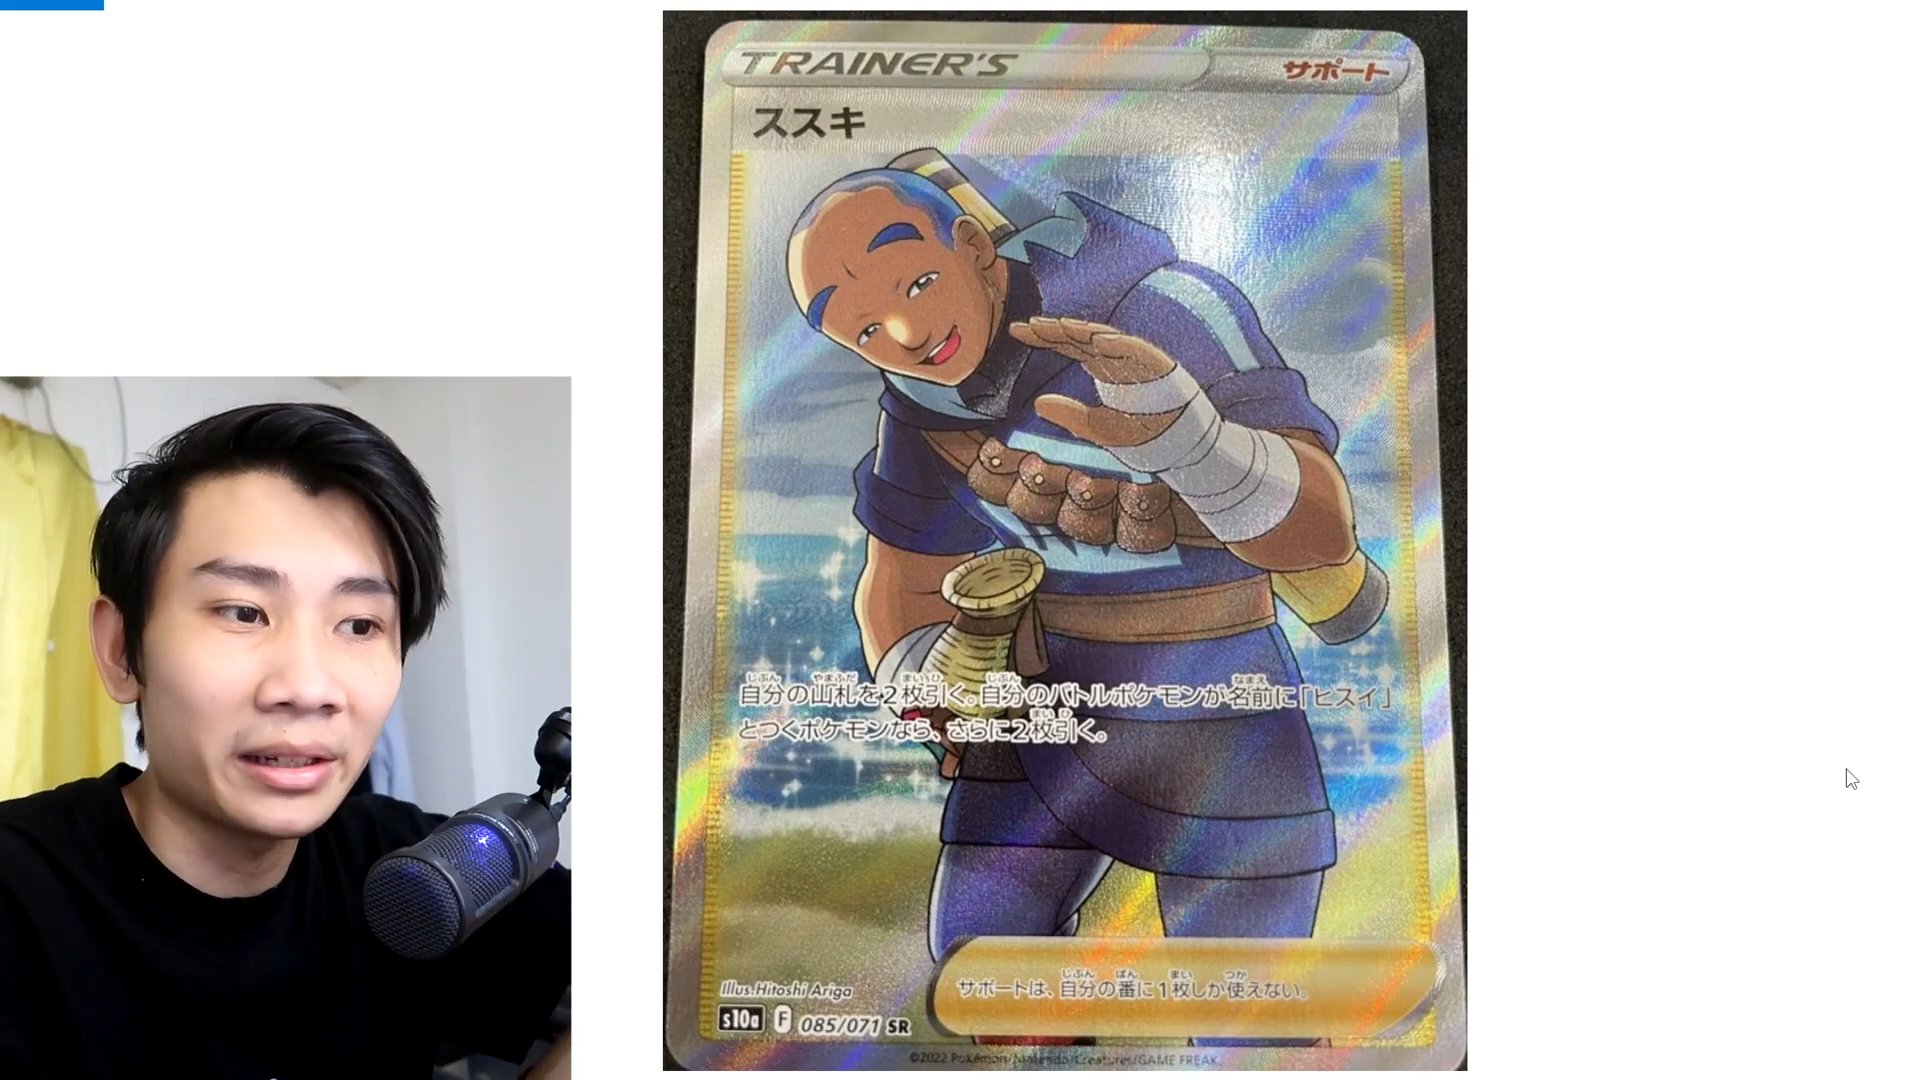 TRAINER'S
サポート
ススキ
自分の山札を2枚引く。自分のバトルポケモンが名前に「ヒスイ」
とつくポケモンなら、さらに2枚引く。
Illus.Hitoshi Ariga
サポートは、自分の番に1枚しか使えない。
s10a F 085/071 SR
©2022 Pokémon/Nintendo/Creatures/GAME FREAK.